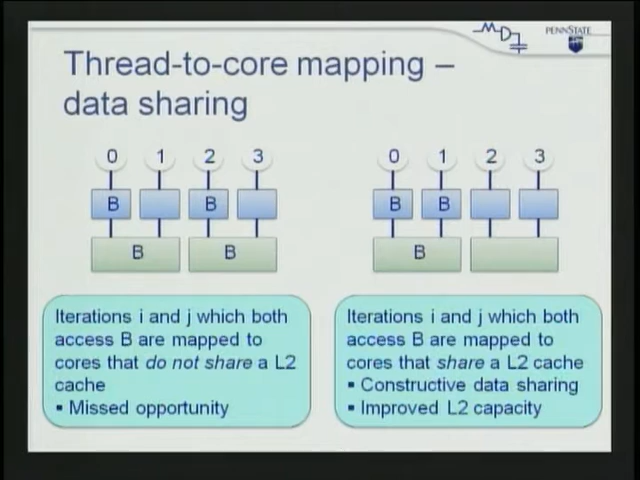 PENNSTATE
Thread-to-core mapping –
data sharing
0 1 2 3
B B
B B
0 1 2 3
B B
B
Iterations i and j which both
access B are mapped to
cores that do not share a L2
cache
▪ Missed opportunity
Iterations i and j which both
access B are mapped to
cores that share a L2 cache
▪ Constructive data sharing
▪ Improved L2 capacity